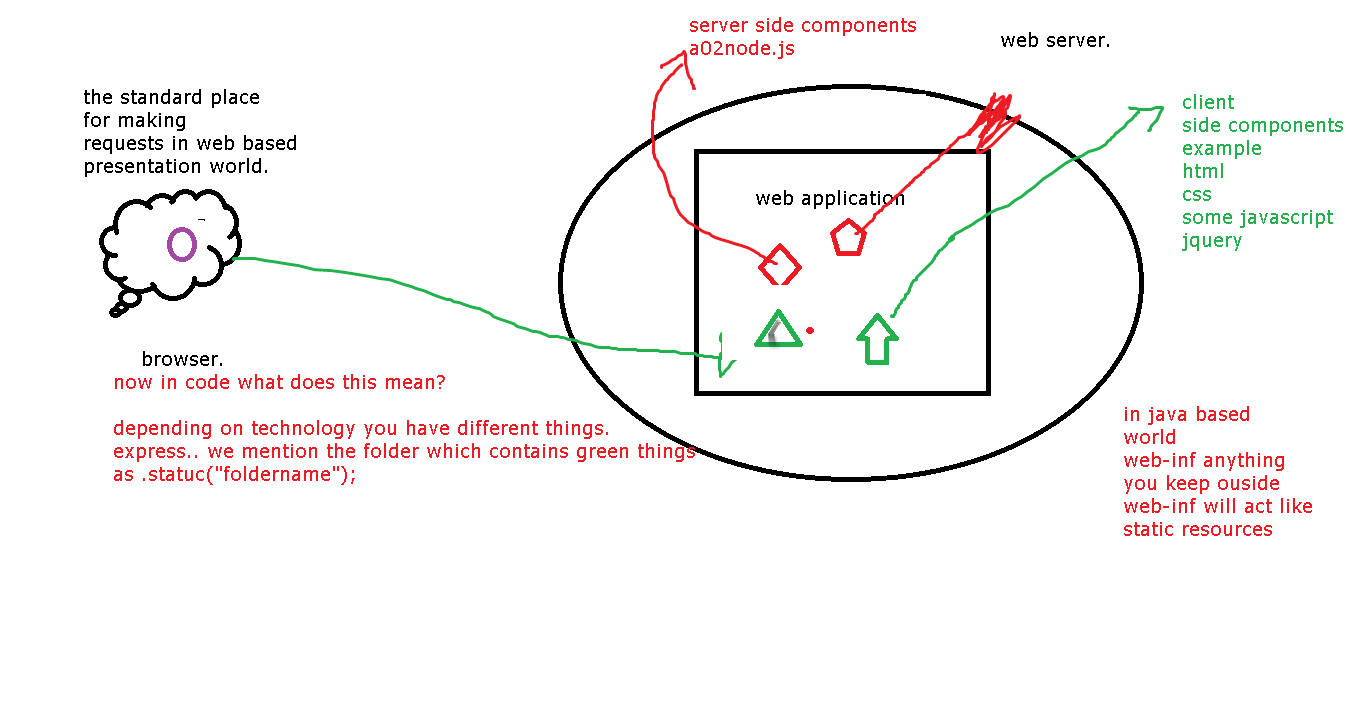 server side components
a02node.js
web server.
the standard place
for making
requests in web based
presentation world.
client
side components
example
html
css
some javascript
jquery
web application
browser.
now in code what does this mean?
depending on technology you have different things.
express.. we mention the folder which contains green things
as .statuc("foldername");
in java based
world
web-inf anything
you keep ouside
web-inf will act like
static resources